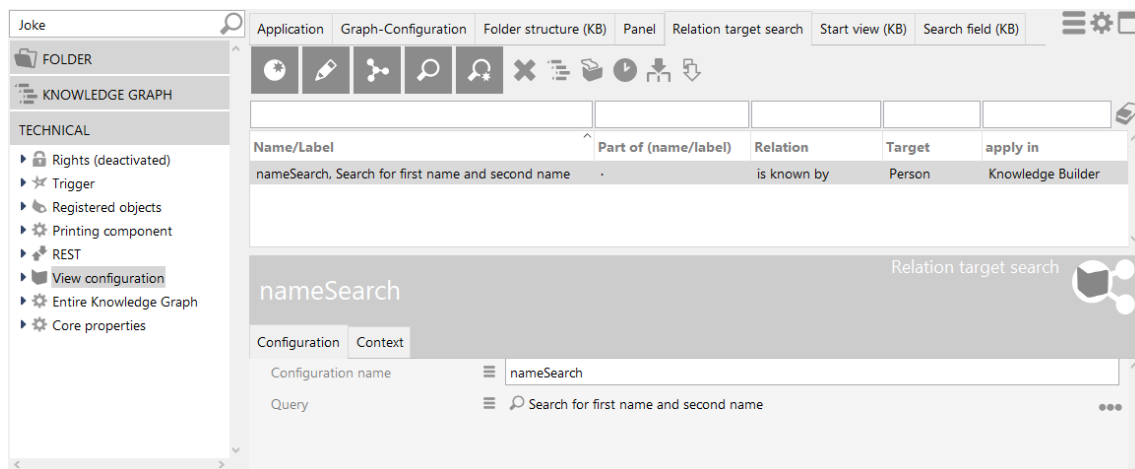 Joke
FOLDER
KNOWLEDGE GRAPH
TECHNICAL
Rights (deactivated)
Trigger
Registered objects
Printing component
REST
View configuration
Entire Knowledge Graph
Core properties
Application Graph-Configuration Folder structure (KB) Panel Relation target search Start view (KB) Search field (KB)
Name/Label Part of (name/label) Relation Target apply in
nameSearch, Search for first name and second name - is known by Person Knowledge Builder
Relation target search
nameSearch
Configuration Context
Configuration name nameSearch
Query Search for first name and second name